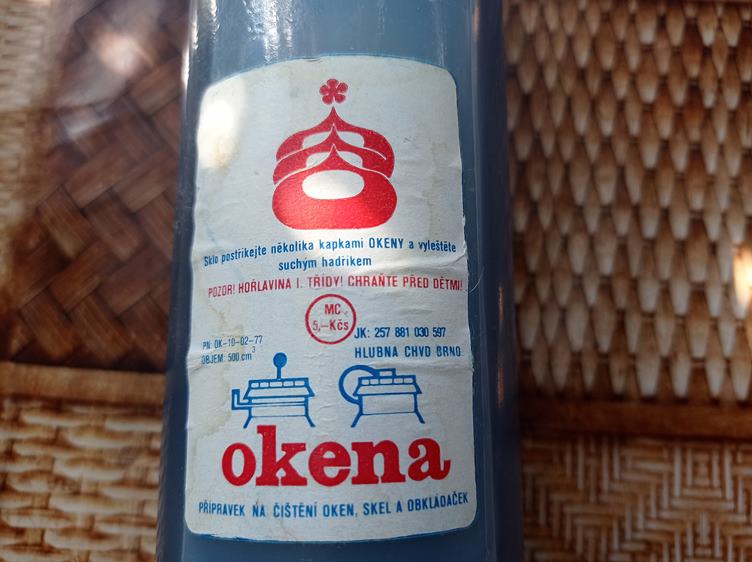 Sklo postříkejte několika kapkami OKENY a vyleštěte
suchým hadříkem
POZOR! HOŘLAVINA I. TŘÍDY! CHRAŇTE PŘED DĚTMI!
MC
5,–Kčs
JK: 257 881 030 597
PN: OK-10-02-77
OBJEM: 500 cm³
HLUBNA CHVD BRNO
okena
PŘÍPRAVEK NA ČIŠTĚNÍ OKEN, SKEL A OBKLÁDAČEK